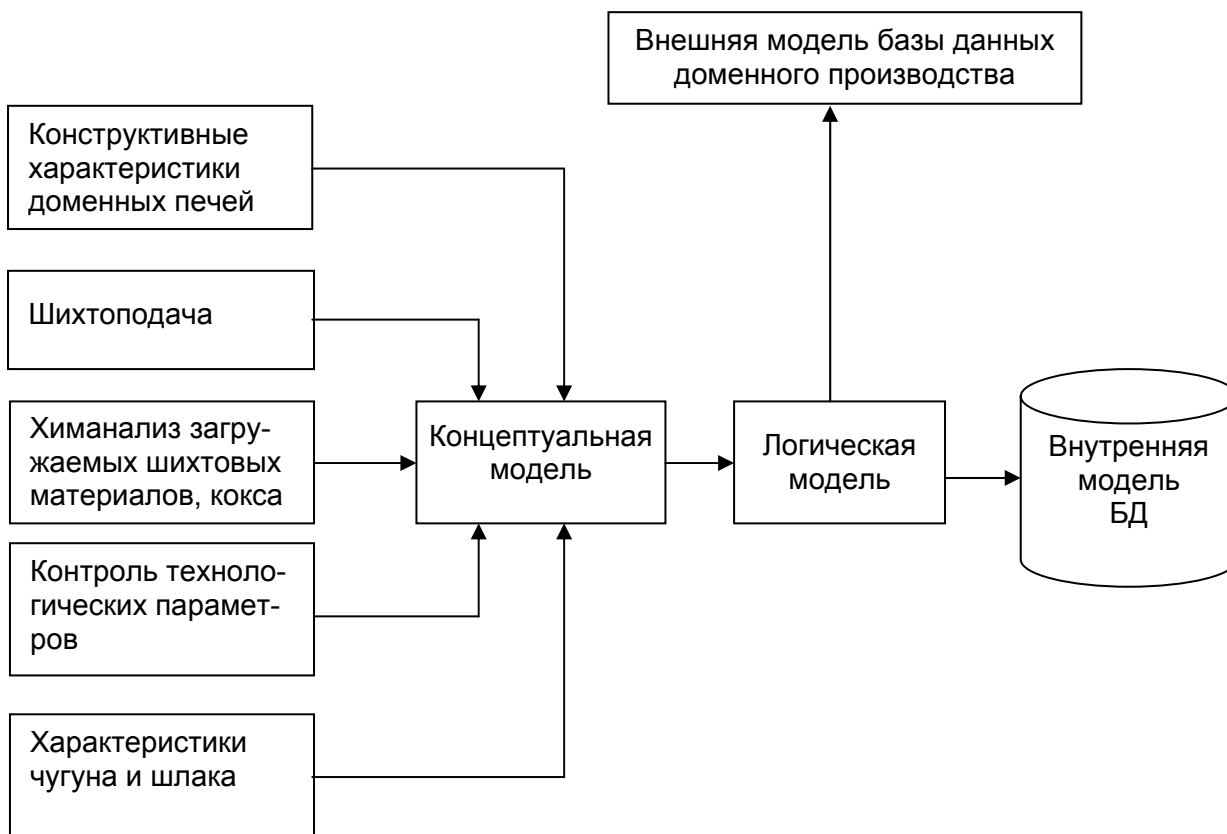 Внешняя модель базы данных
доменного производства
Конструктивные
характеристики
доменных печей
Шихтоподача
Химанализ загру-
жаемых шихтовых
материалов, кокса
Контроль техноло-
гических парамет-
ров
Характеристики
чугуна и шлака
Концептуальная
модель
Логическая
модель
Внутренняя
модель
БД